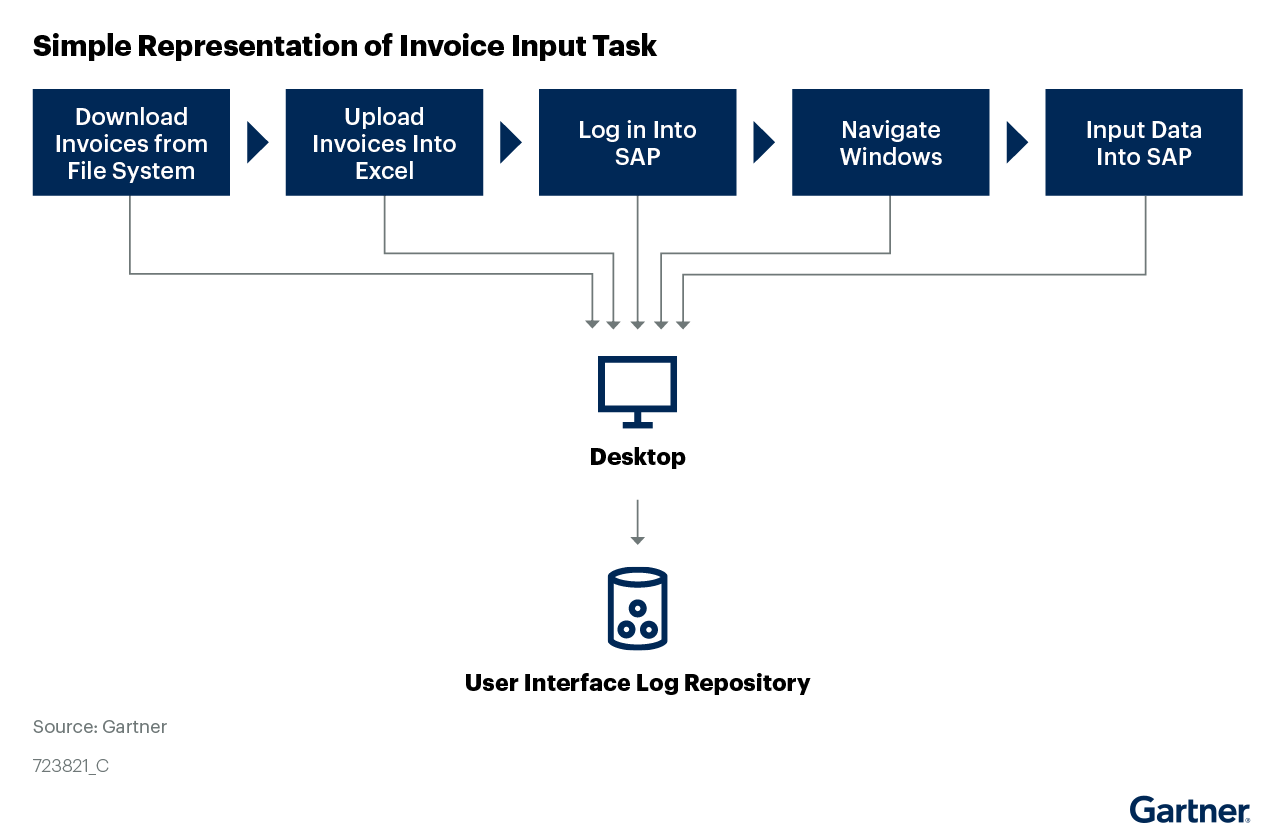 Simple Representation of Invoice Input Task
Download
Invoices from
File System
Upload
Invoices Into
Excel
Log in Into
SAP
Navigate
Windows
Input Data
Into SAP
Desktop
User Interface Log Repository
Source: Gartner
723821_C
Gartner®